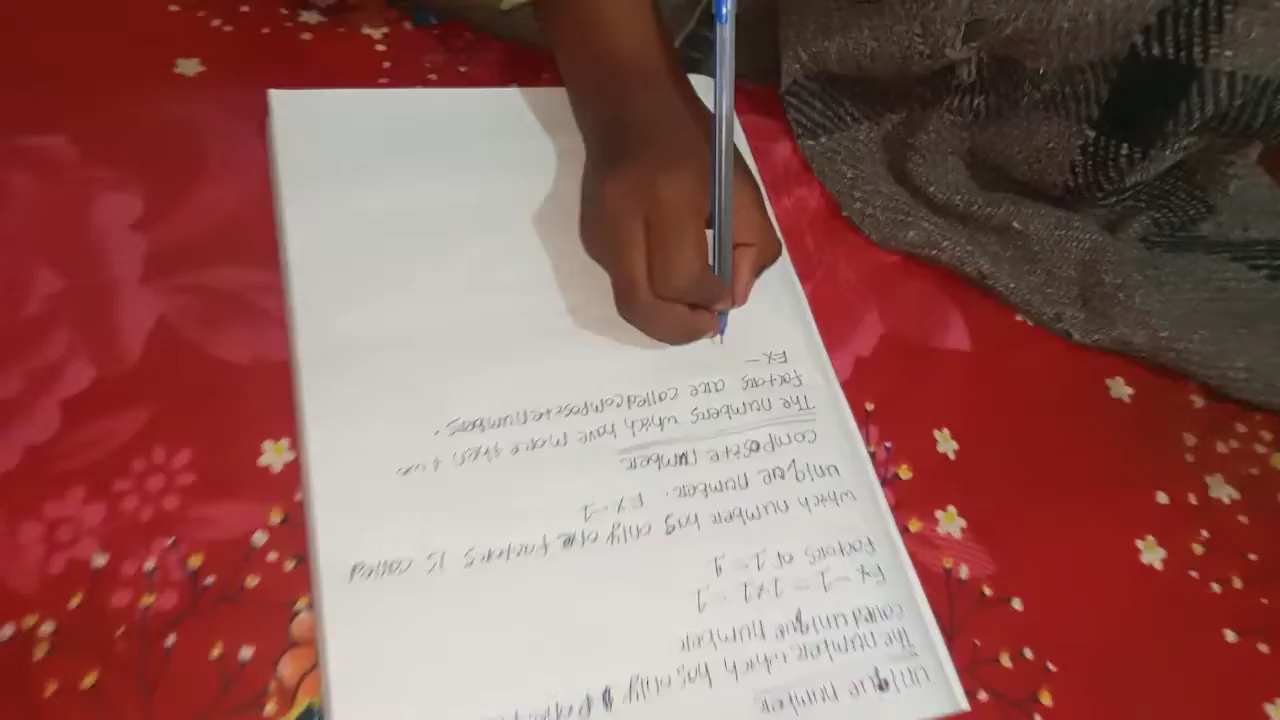 unique number
The number which has only
called unique number
Ex - 1 = 1 x 1 = 1
Factors of 1 = 1
which number has only one factors is called
unique number. Ex - 1
composite number
The numbers which have more then
factors are called composite numbers.
Ex -